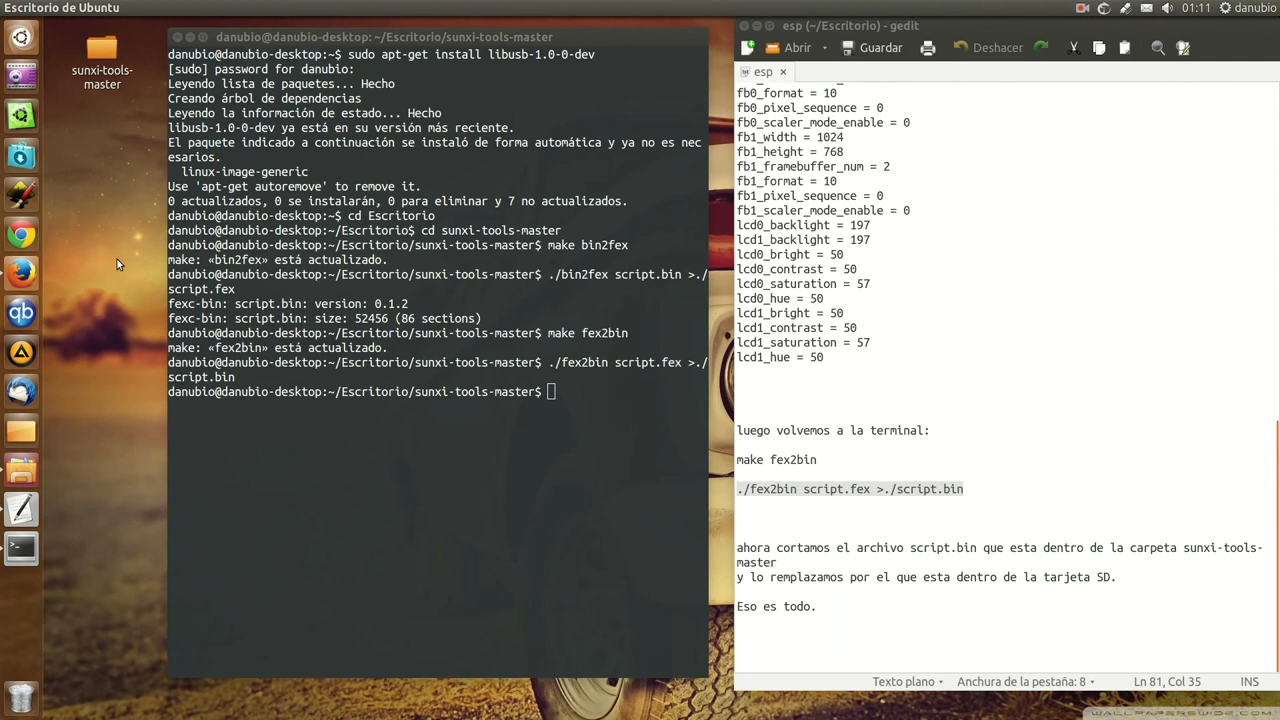 Escritorio de Ubuntu
01:11
danubio
sunxi-tools-
master
danubio@danubio-desktop: ~/Escritorio/sunxi-tools-master
danubio@danubio-desktop:~$ sudo apt-get install libusb-1.0-0-dev
[sudo] password for danubio:
Leyendo lista de paquetes... Hecho
Creando árbol de dependencias
Leyendo la información de estado... Hecho
libusb-1.0-0-dev ya está en su versión más reciente.
El paquete indicado a continuación se instaló de forma automática y ya no es nec
esarios.
linux-image-generic
Use 'apt-get autoremove' to remove it.
0 actualizados, 0 se instalarán, 0 para eliminar y 7 no actualizados.
danubio@danubio-desktop:~$ cd Escritorio
danubio@danubio-desktop:~/Escritorio$ cd sunxi-tools-master
danubio@danubio-desktop:~/Escritorio/sunxi-tools-master$ make bin2fex
make: «bin2fex» está actualizado.
danubio@danubio-desktop:~/Escritorio/sunxi-tools-master$ ./bin2fex script.bin >./
script.fex
fexc-bin: script.bin: version: 0.1.2
fexc-bin: script.bin: size: 52456 (86 sections)
danubio@danubio-desktop:~/Escritorio/sunxi-tools-master$ make fex2bin
make: «fex2bin» está actualizado.
danubio@danubio-desktop:~/Escritorio/sunxi-tools-master$ ./fex2bin script.fex >./
script.bin
danubio@danubio-desktop:~/Escritorio/sunxi-tools-master$
esp (~/Escritorio) - gedit
Abrir
Guardar
Deshacer
esp
fb0_format = 10
fb0_pixel_sequence = 0
fb0_scaler_mode_enable = 0
fb1_width = 1024
fb1_height = 768
fb1_framebuffer_num = 2
fb1_format = 10
fb1_pixel_sequence = 0
fb1_scaler_mode_enable = 0
lcd0_backlight = 197
lcd1_backlight = 197
lcd0_bright = 50
lcd0_contrast = 50
lcd0_saturation = 57
lcd0_hue = 50
lcd1_bright = 50
lcd1_contrast = 50
lcd1_saturation = 57
lcd1_hue = 50
luego volvemos a la terminal:
make fex2bin
./fex2bin script.fex >./script.bin
ahora cortamos el archivo script.bin que esta dentro de la carpeta sunxi-tools-
master
y lo remplazamos por el que esta dentro de la tarjeta SD.
Eso es todo.
Texto plano
Anchura de la pestaña: 8
Ln 81, Col 35
INS
WALLPAPERSWIDE.COM